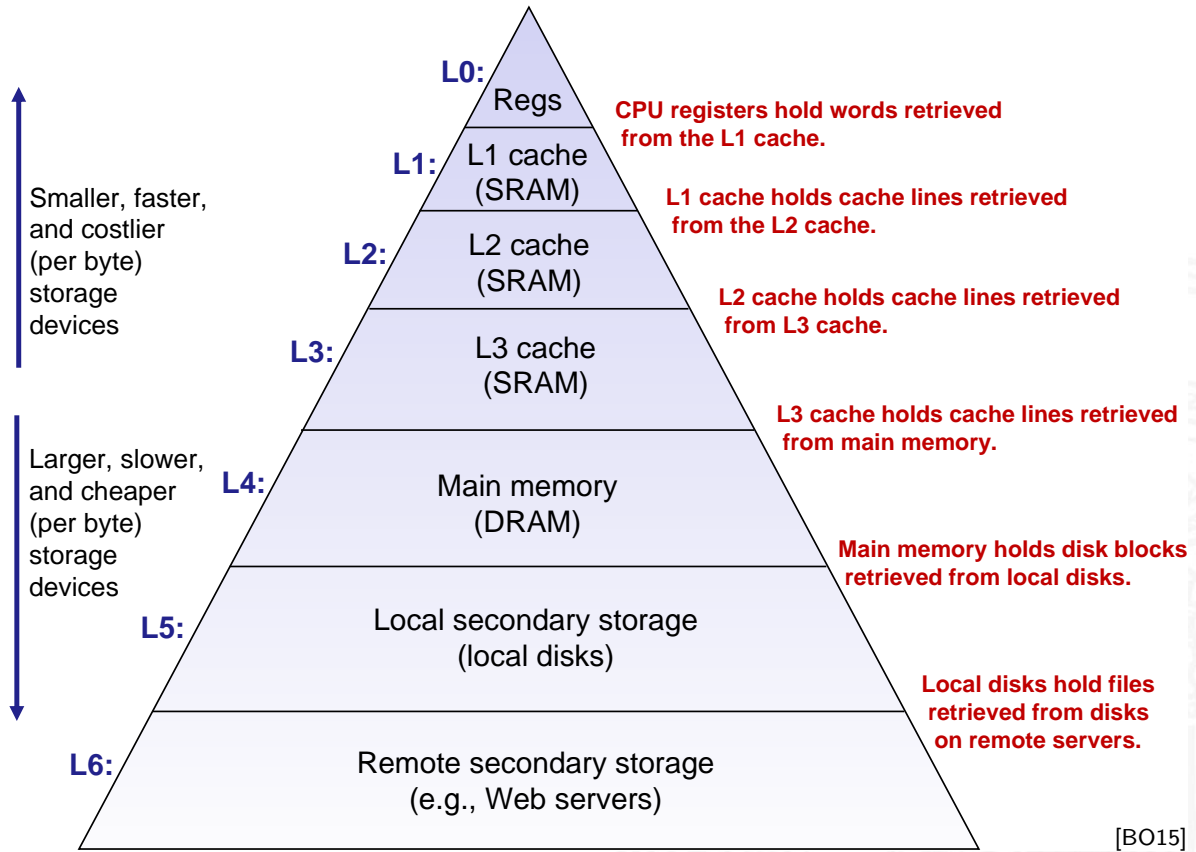 L0:
Regs
CPU registers hold words retrieved
from the L1 cache.
L1:
L1 cache
(SRAM)
L1 cache holds cache lines retrieved
from the L2 cache.
Smaller, faster,
and costlier
(per byte)
storage
devices
L2:
L2 cache
(SRAM)
L2 cache holds cache lines retrieved
from L3 cache.
L3:
L3 cache
(SRAM)
L3 cache holds cache lines retrieved
from main memory.
Larger, slower,
and cheaper
(per byte)
storage
devices
L4:
Main memory
(DRAM)
Main memory holds disk blocks
retrieved from local disks.
L5:
Local secondary storage
(local disks)
Local disks hold files
retrieved from disks
on remote servers.
L6:
Remote secondary storage
(e.g., Web servers)
[BO15]